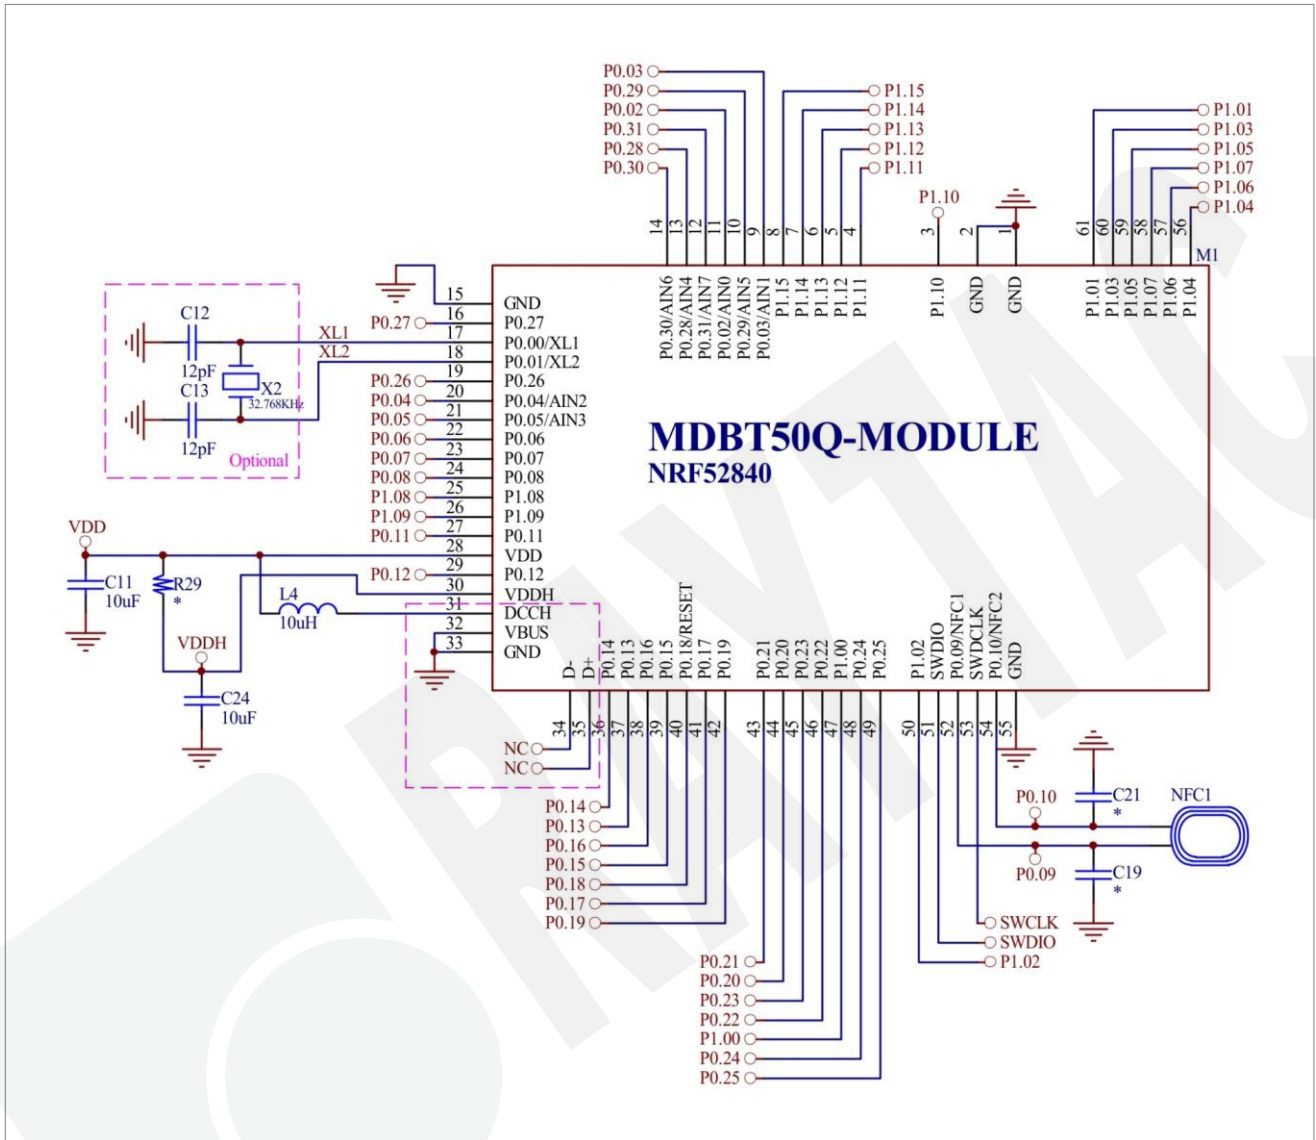 P0.03
P0.29
P0.02
P0.31
P0.28
P0.30
P1.15
P1.14
P1.13
P1.12
P1.11
P1.10
P1.01
P1.03
P1.05
P1.07
P1.06
P1.04
14
13
12
11
10
9
8
7
6
5
4
3
2
1
61
60
59
58
57
56
M1
P0.30/AIN6
P0.28/AIN4
P0.31/AIN7
P0.02/AIN0
P0.29/AIN5
P0.03/AIN1
P1.15
P1.14
P1.13
P1.12
P1.11
P1.10
GND
GND
P1.01
P1.03
P1.05
P1.07
P1.06
P1.04
15 GND
P0.27 16 P0.27
XL1 17 P0.00/XL1
XL2 18 P0.01/XL2
P0.26 19 P0.26
P0.04 20 P0.04/AIN2
P0.05 21 P0.05/AIN3
P0.06 22 P0.06
P0.07 23 P0.07
P0.08 24 P0.08
P1.08 25 P1.08
P1.09 26 P1.09
P0.11 27 P0.11
28 VDD
P0.12 29 P0.12
30 VDDH
31 DCCH
32 VBUS
33 GND
C12
12pF
C13
12pF
X2
32.768KHz
Optional
MDBT50Q-MODULE
NRF52840
VDD
C11
10uF
R29
*
L4
10uH
VDDH
C24
10uF
D-
D+
P0.14
P0.13
P0.16
P0.15
P0.18/RESET
P0.17
P0.19
P0.21
P0.20
P0.23
P0.22
P1.00
P0.24
P0.25
P1.02
SWDIO
P0.09/NFC1
SWDCLK
P0.10/NFC2
GND
34
35
36
37
38
39
40
41
42
43
44
45
46
47
48
49
50
51
52
53
54
55
NC
NC
P0.14
P0.13
P0.16
P0.15
P0.18
P0.17
P0.19
P0.21
P0.20
P0.23
P0.22
P1.00
P0.24
P0.25
P0.10
C21
*
NFC1
P0.09
C19
*
SWCLK
SWDIO
P1.02
RAYTAC